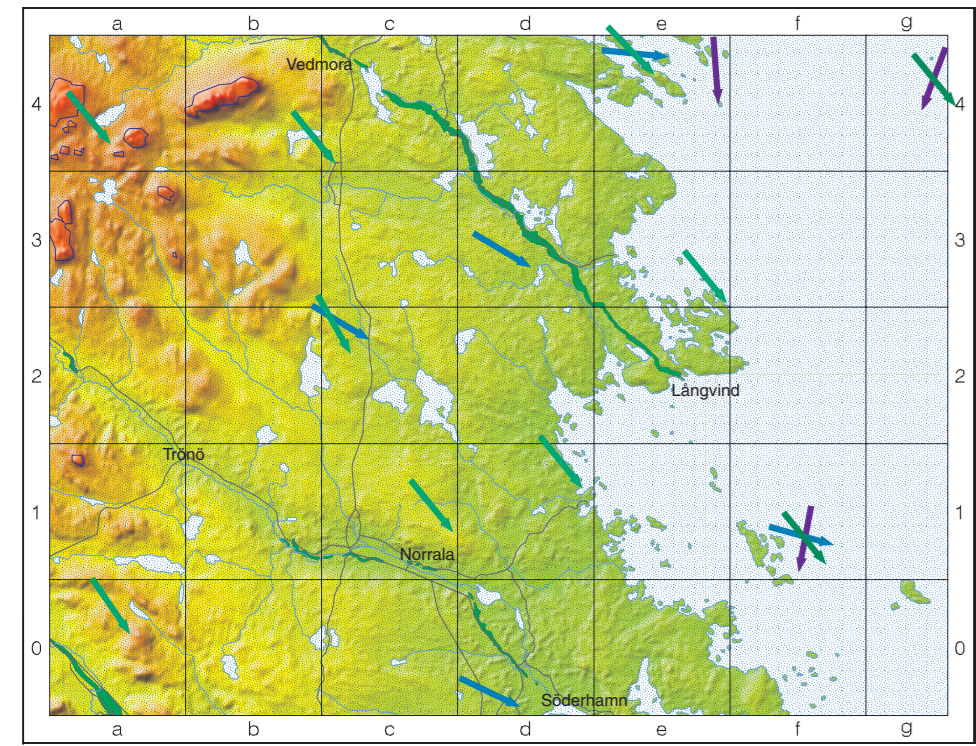 a b c d e f g
Vedmora
4 4
3 3
2 2
Långvind
Trönö
1 1
Norrala
0 0
Söderhamn
a b c d e f g